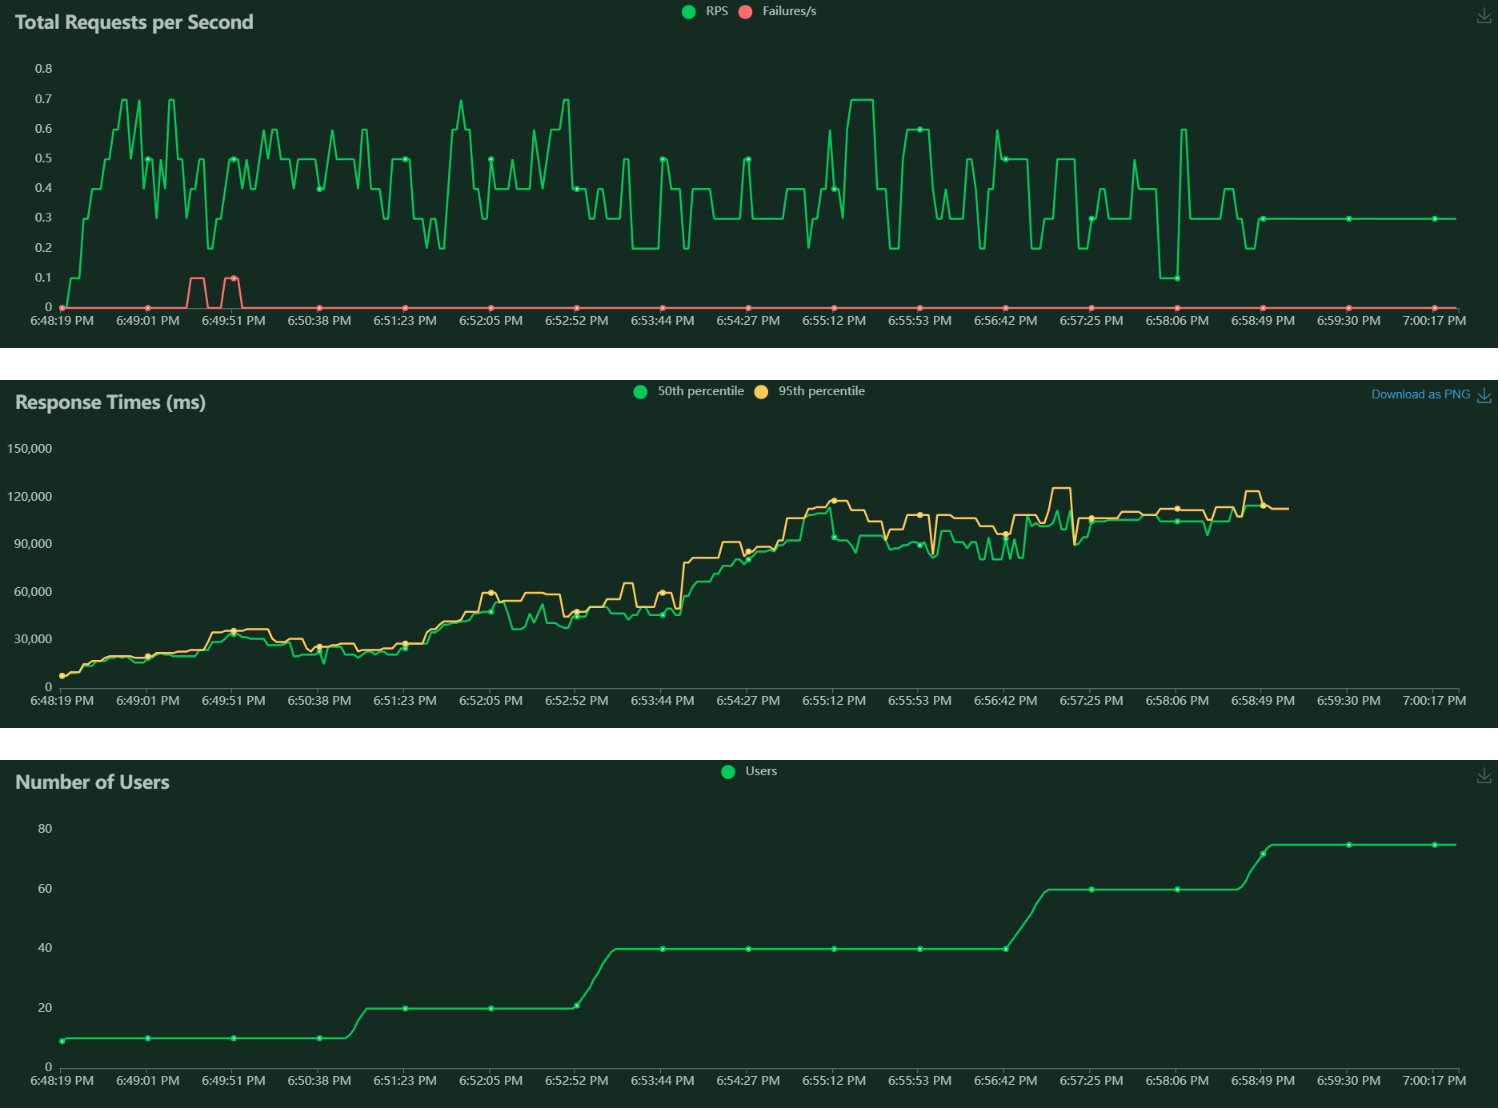 Total Requests per Second
RPS Failures/s
0.8
0.7
0.6
0.5
0.4
0.3
0.2
0.1
0
6:48:19 PM 6:49:01 PM 6:49:51 PM 6:50:38 PM 6:51:23 PM 6:52:05 PM 6:52:52 PM 6:53:44 PM 6:54:27 PM 6:55:12 PM 6:55:53 PM 6:56:42 PM 6:57:25 PM 6:58:06 PM 6:58:49 PM 6:59:30 PM 7:00:17 PM
Response Times (ms)
50th percentile 95th percentile
Download as PNG
150,000
120,000
90,000
60,000
30,000
0
6:48:19 PM 6:49:01 PM 6:49:51 PM 6:50:38 PM 6:51:23 PM 6:52:05 PM 6:52:52 PM 6:53:44 PM 6:54:27 PM 6:55:12 PM 6:55:53 PM 6:56:42 PM 6:57:25 PM 6:58:06 PM 6:58:49 PM 6:59:30 PM 7:00:17 PM
Number of Users
Users
80
60
40
20
0
6:48:19 PM 6:49:01 PM 6:49:51 PM 6:50:38 PM 6:51:23 PM 6:52:05 PM 6:52:52 PM 6:53:44 PM 6:54:27 PM 6:55:12 PM 6:55:53 PM 6:56:42 PM 6:57:25 PM 6:58:06 PM 6:58:49 PM 6:59:30 PM 7:00:17 PM